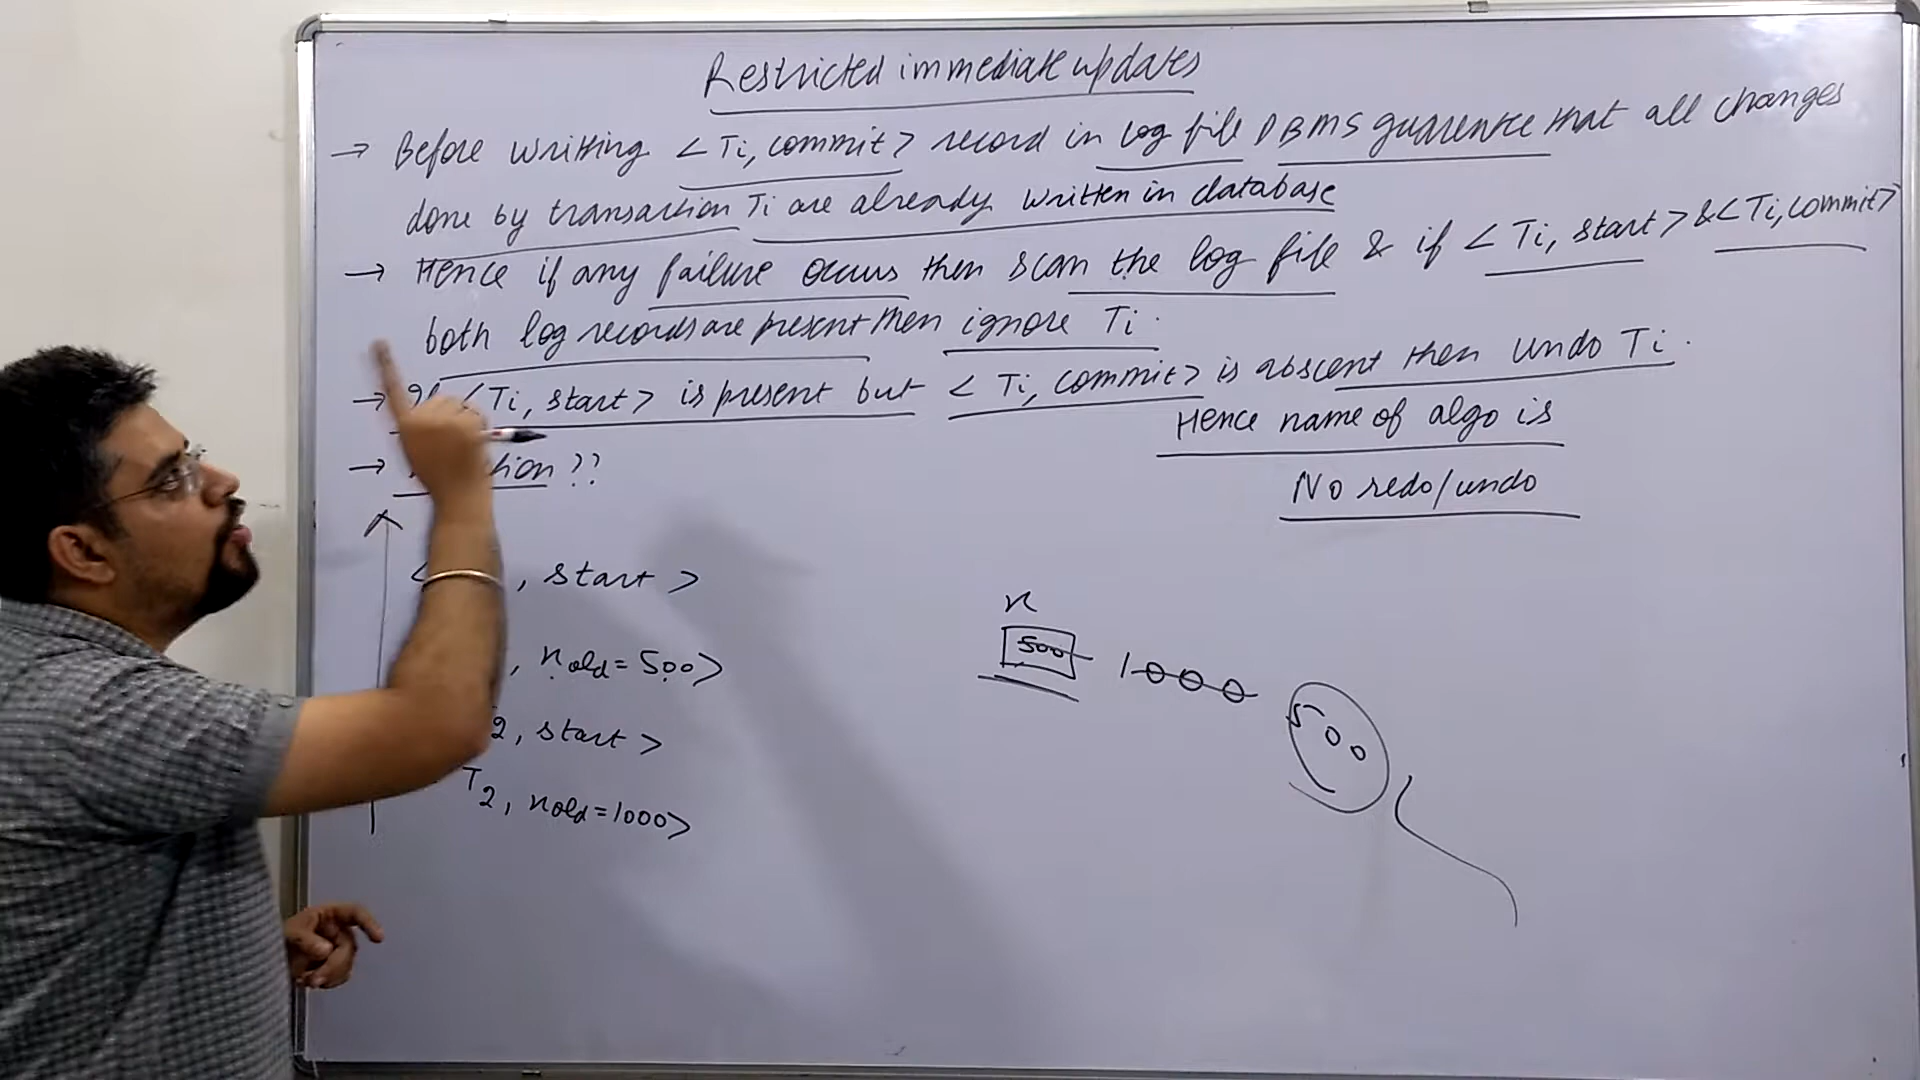 Restricted immediate updates
→ Before writting <Ti, commit> record in log file DBMS guarentee that all changes
done by transaction Ti are already written in database
→ Hence if any failure occurs then scan the log file & if <Ti, start> & <Ti, commit>
both log records are present then ignore Ti.
→ If <Ti, start> is present but <Ti, commit> is abscent then undo Ti.
Hence name of algo is
→ ??
No redo/undo
< , start >
x
, xold = 500>
500 1000 500
2, start >
T2, xold = 1000>